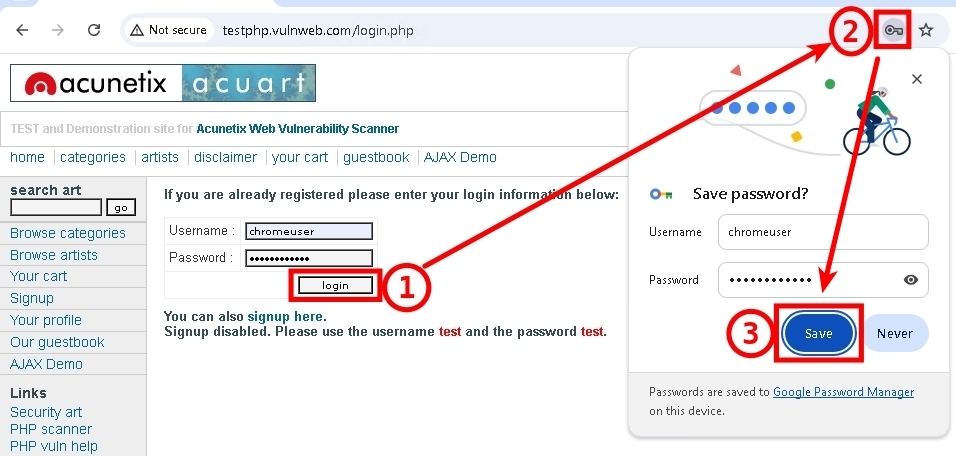 Not secure testphp.vulnweb.com/login.php
2
acunetix acuart
TEST and Demonstration site for Acunetix Web Vulnerability Scanner
home categories artists disclaimer your cart guestbook AJAX Demo
search art
go
Browse categories
Browse artists
Your cart
Signup
Your profile
Our guestbook
AJAX Demo
Links
Security art
PHP scanner
PHP vuln help
If you are already registered please enter your login information below:
Username : chromeuser
Password : ••••••••••••
login
1
You can also signup here.
Signup disabled. Please use the username test and the password test.
Save password?
Username chromeuser
Password ••••••••••••
3
Save Never
Passwords are saved to Google Password Manager
on this device.